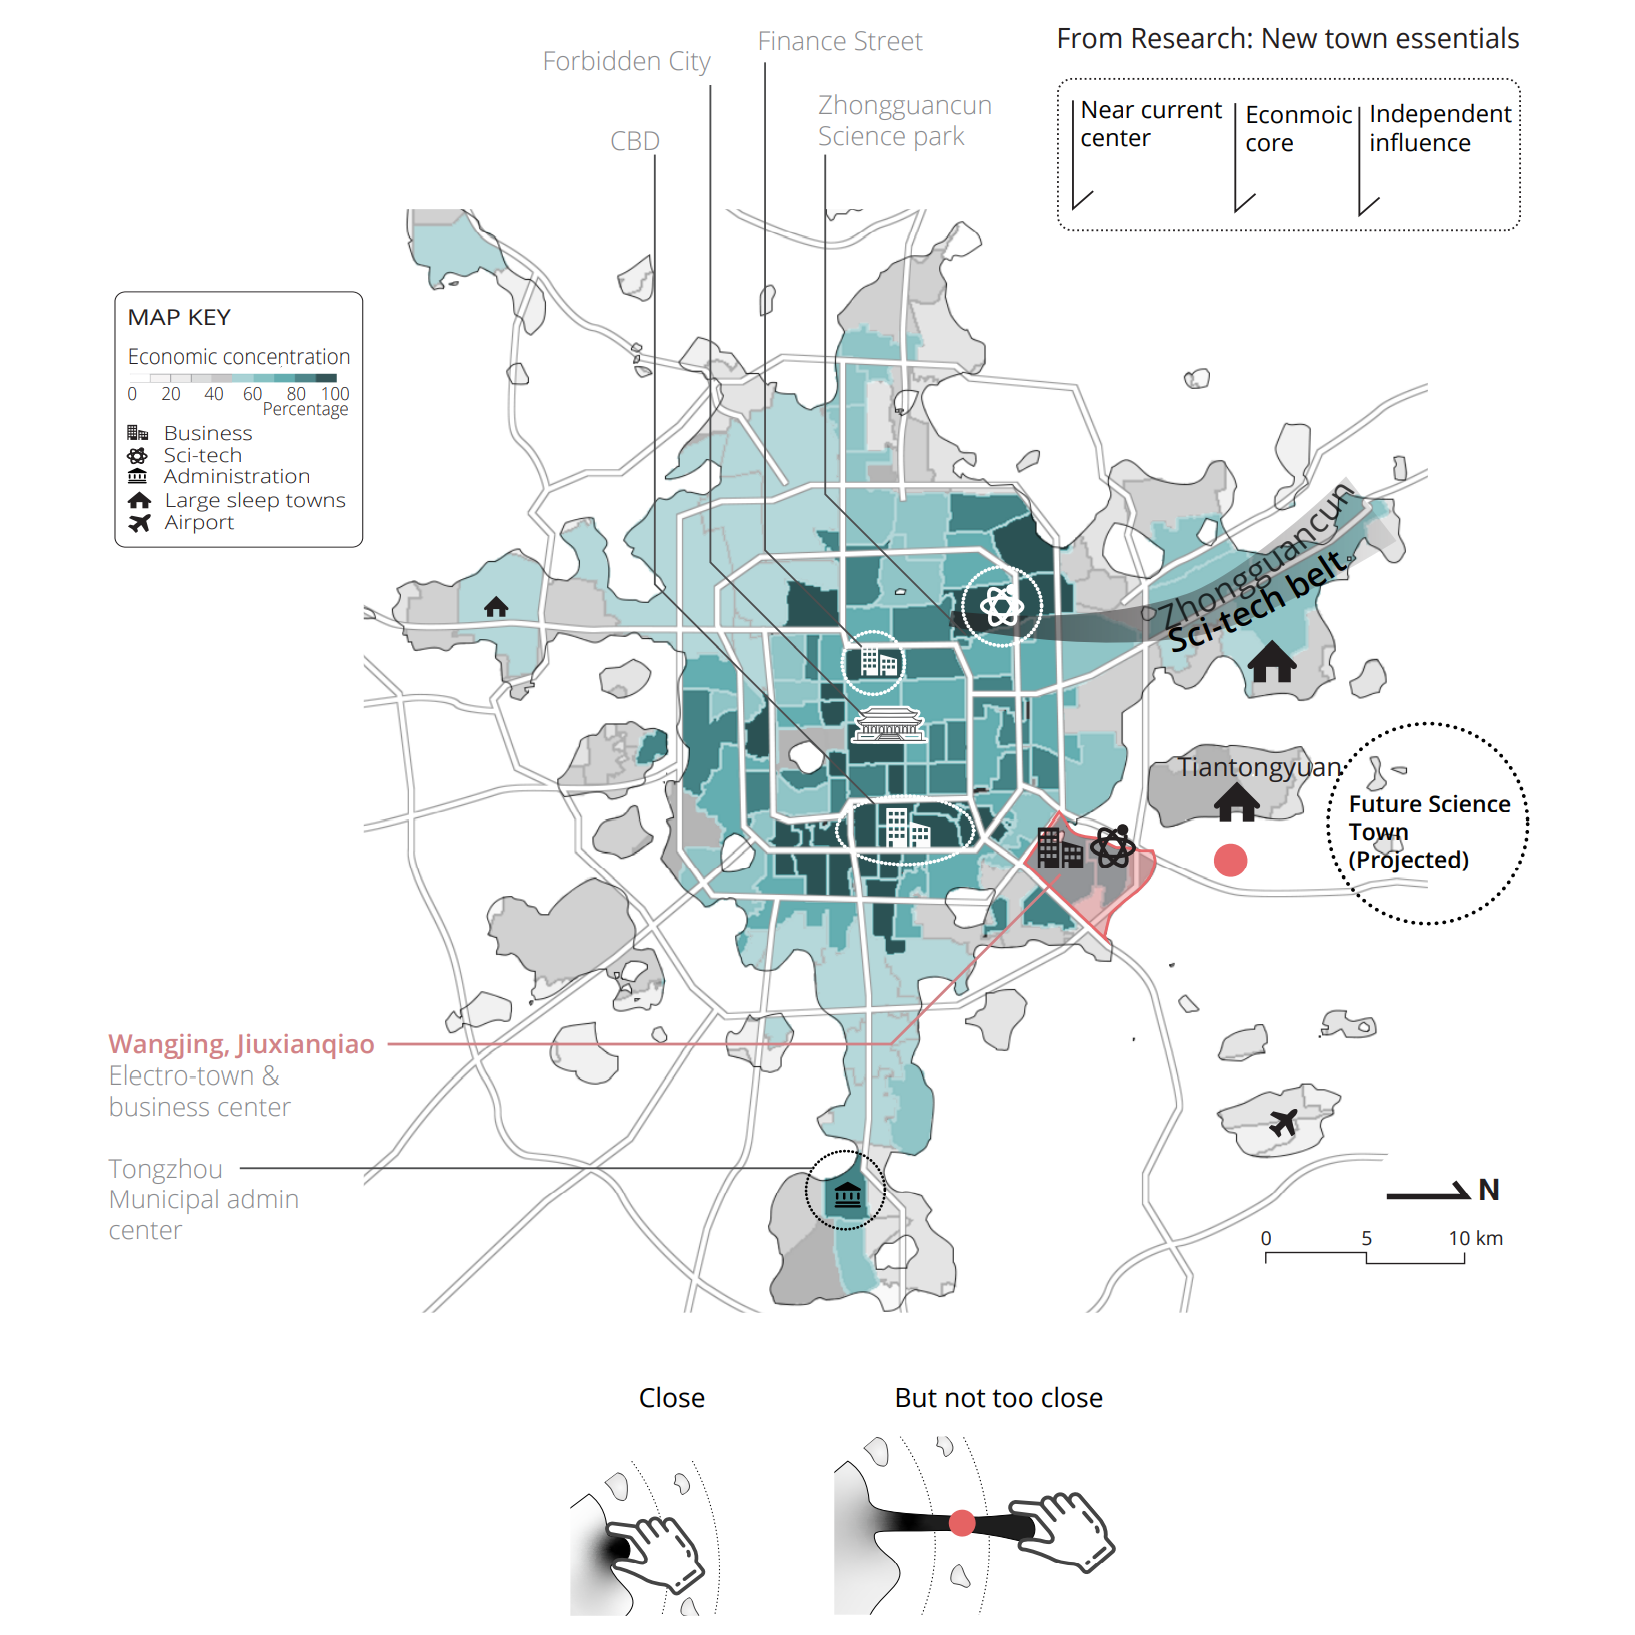 From Research: New town essentials
Near current
center
Econmoic
core
Independent
influence
Finance Street
Forbidden City
Zhongguancun
Science park
CBD
MAP KEY
Economic concentration
0 20 40 60 80 100
Percentage
Business
Sci-tech
Administration
Large sleep towns
Airport
Zhongguancun
Sci-tech belt
Tiantongyuan
Future Science
Town
(Projected)
Wangjing, Jiuxianqiao
Electro-town &
business center
Tongzhou
Municipal admin
center
N
0 5 10 km
Close
But not too close